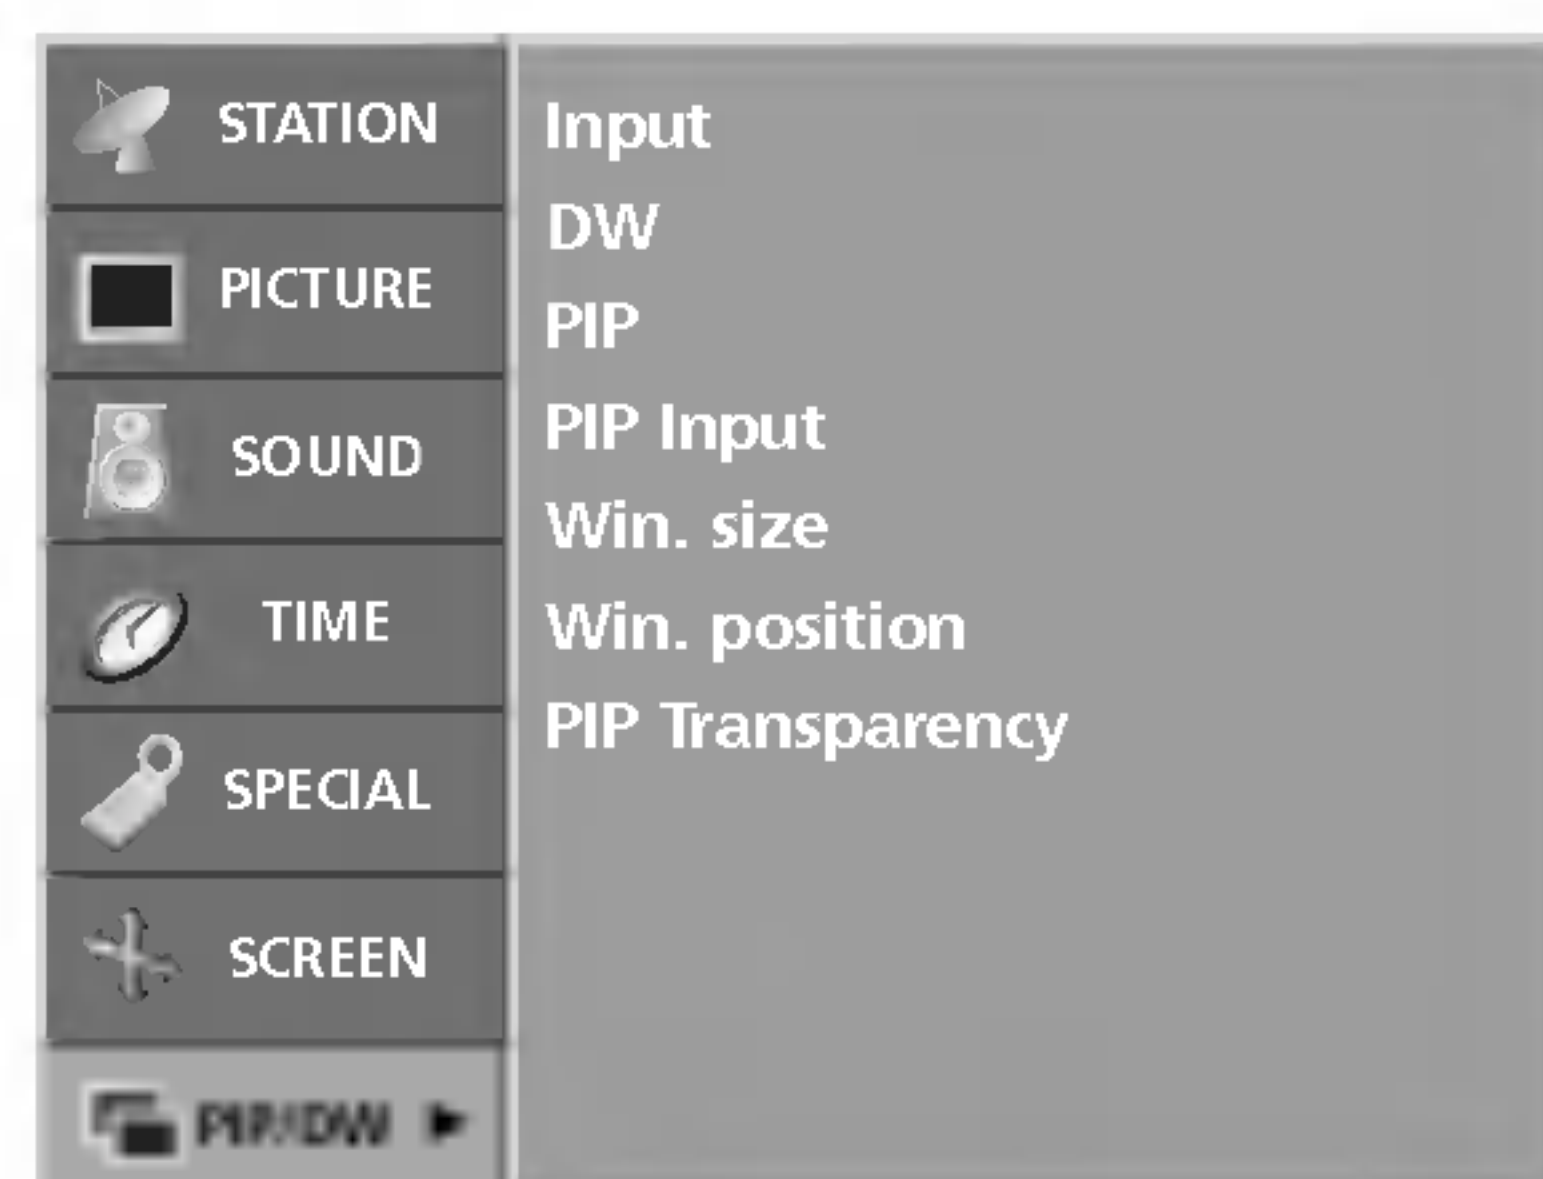 STATION
PICTURE
SOUND
TIME
SPECIAL
SCREEN
PIP/DW
Input
DW
PIP
PIP Input
Win. size
Win. position
PIP Transparency